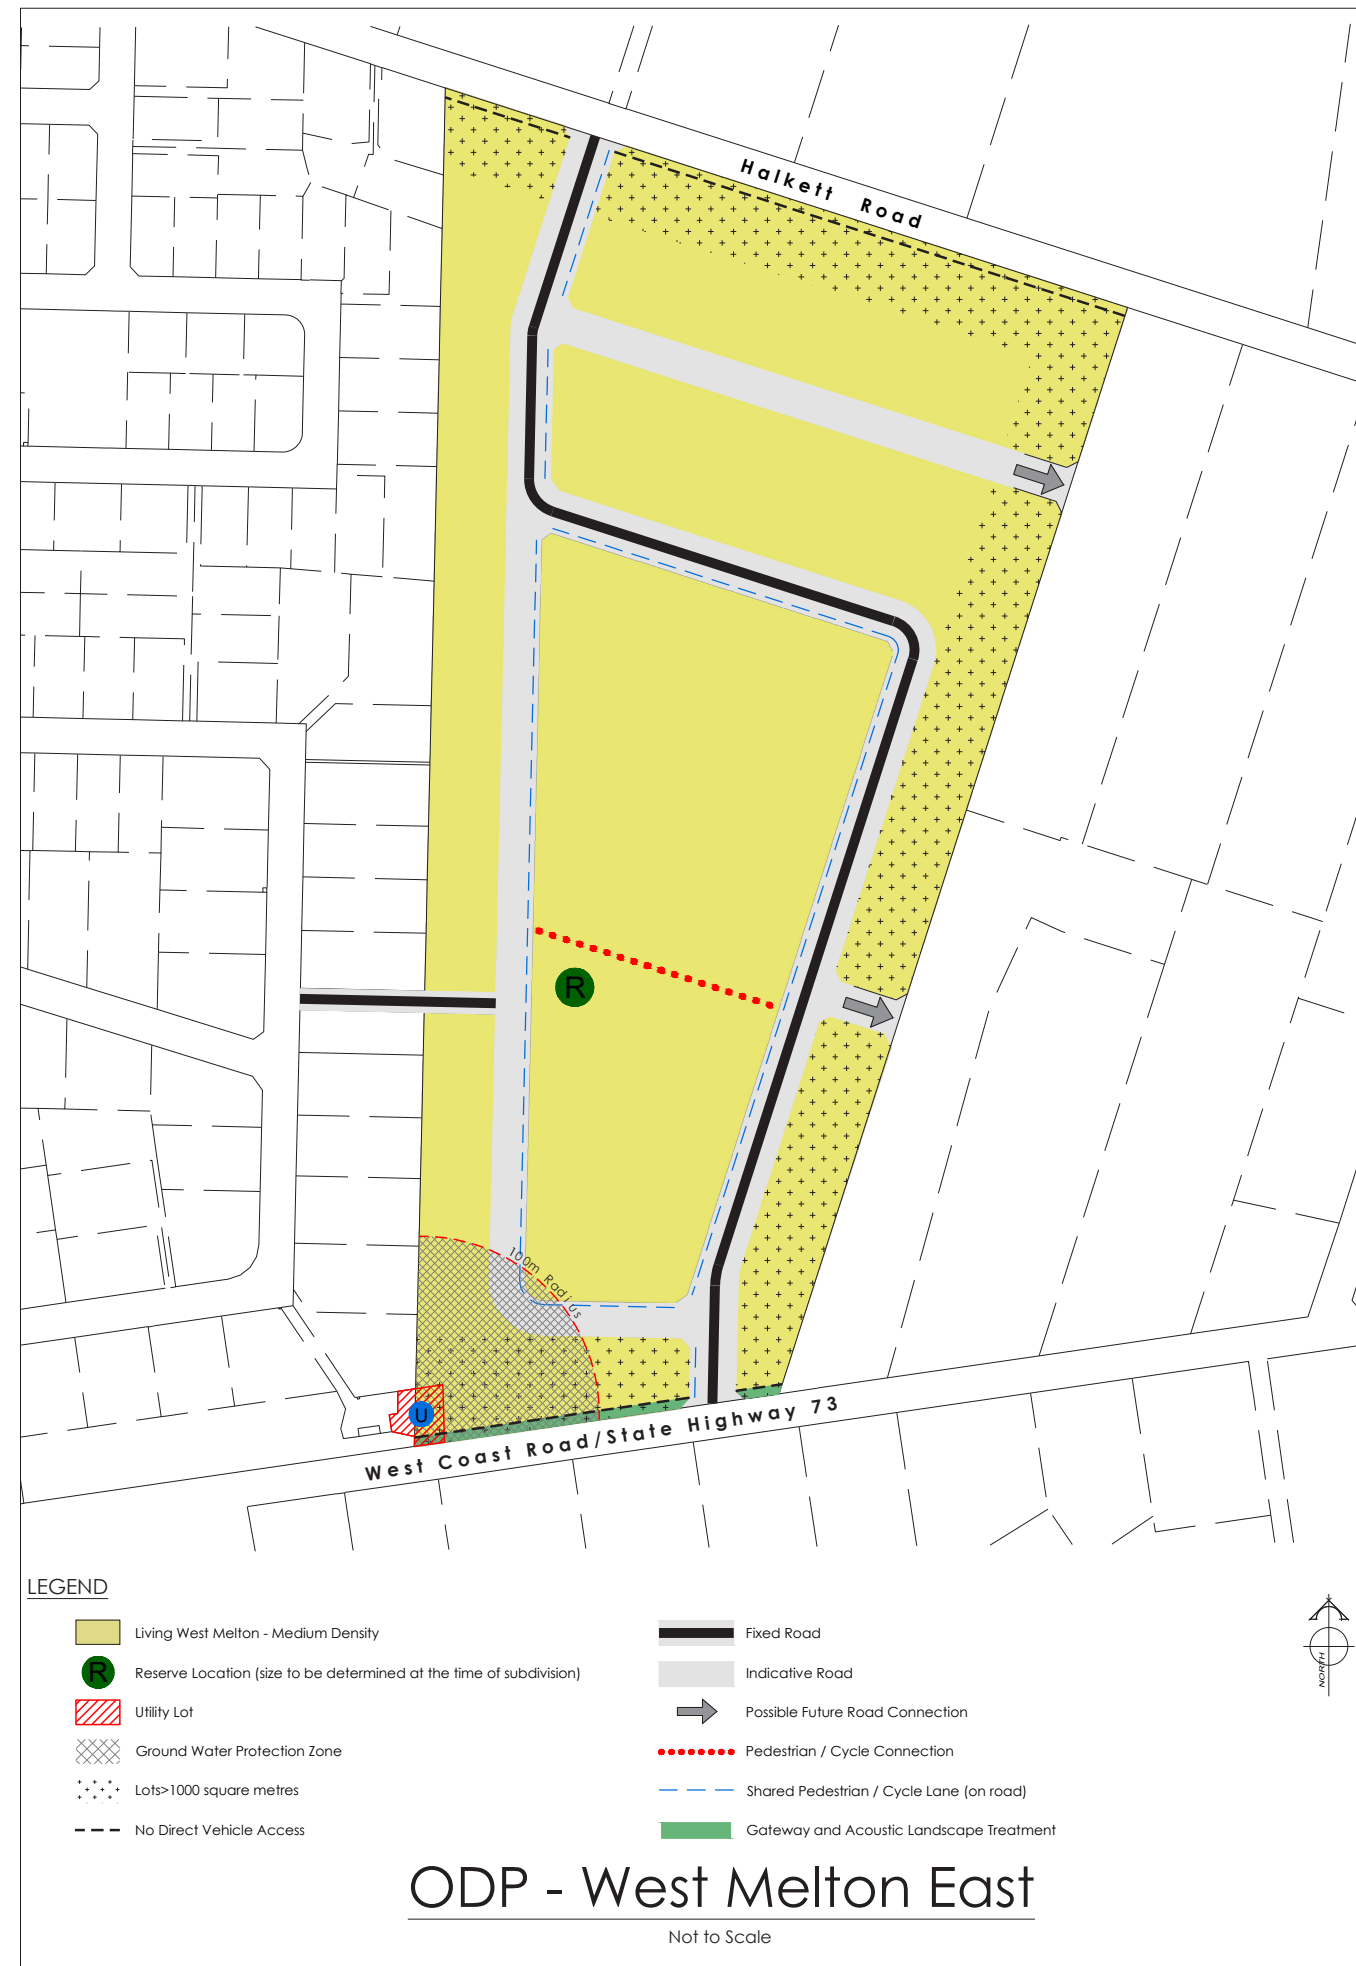 Halkett Road
R
100m Radius
U
West Coast Road/State Highway 73
LEGEND
Living West Melton - Medium Density
R
Reserve Location (size to be determined at the time of subdivision)
Utility Lot
Ground Water Protection Zone
Lots>1000 square metres
No Direct Vehicle Access
Fixed Road
Indicative Road
Possible Future Road Connection
Pedestrian / Cycle Connection
Shared Pedestrian / Cycle Lane (on road)
Gateway and Acoustic Landscape Treatment
NORTH
ODP - West Melton East
Not to Scale